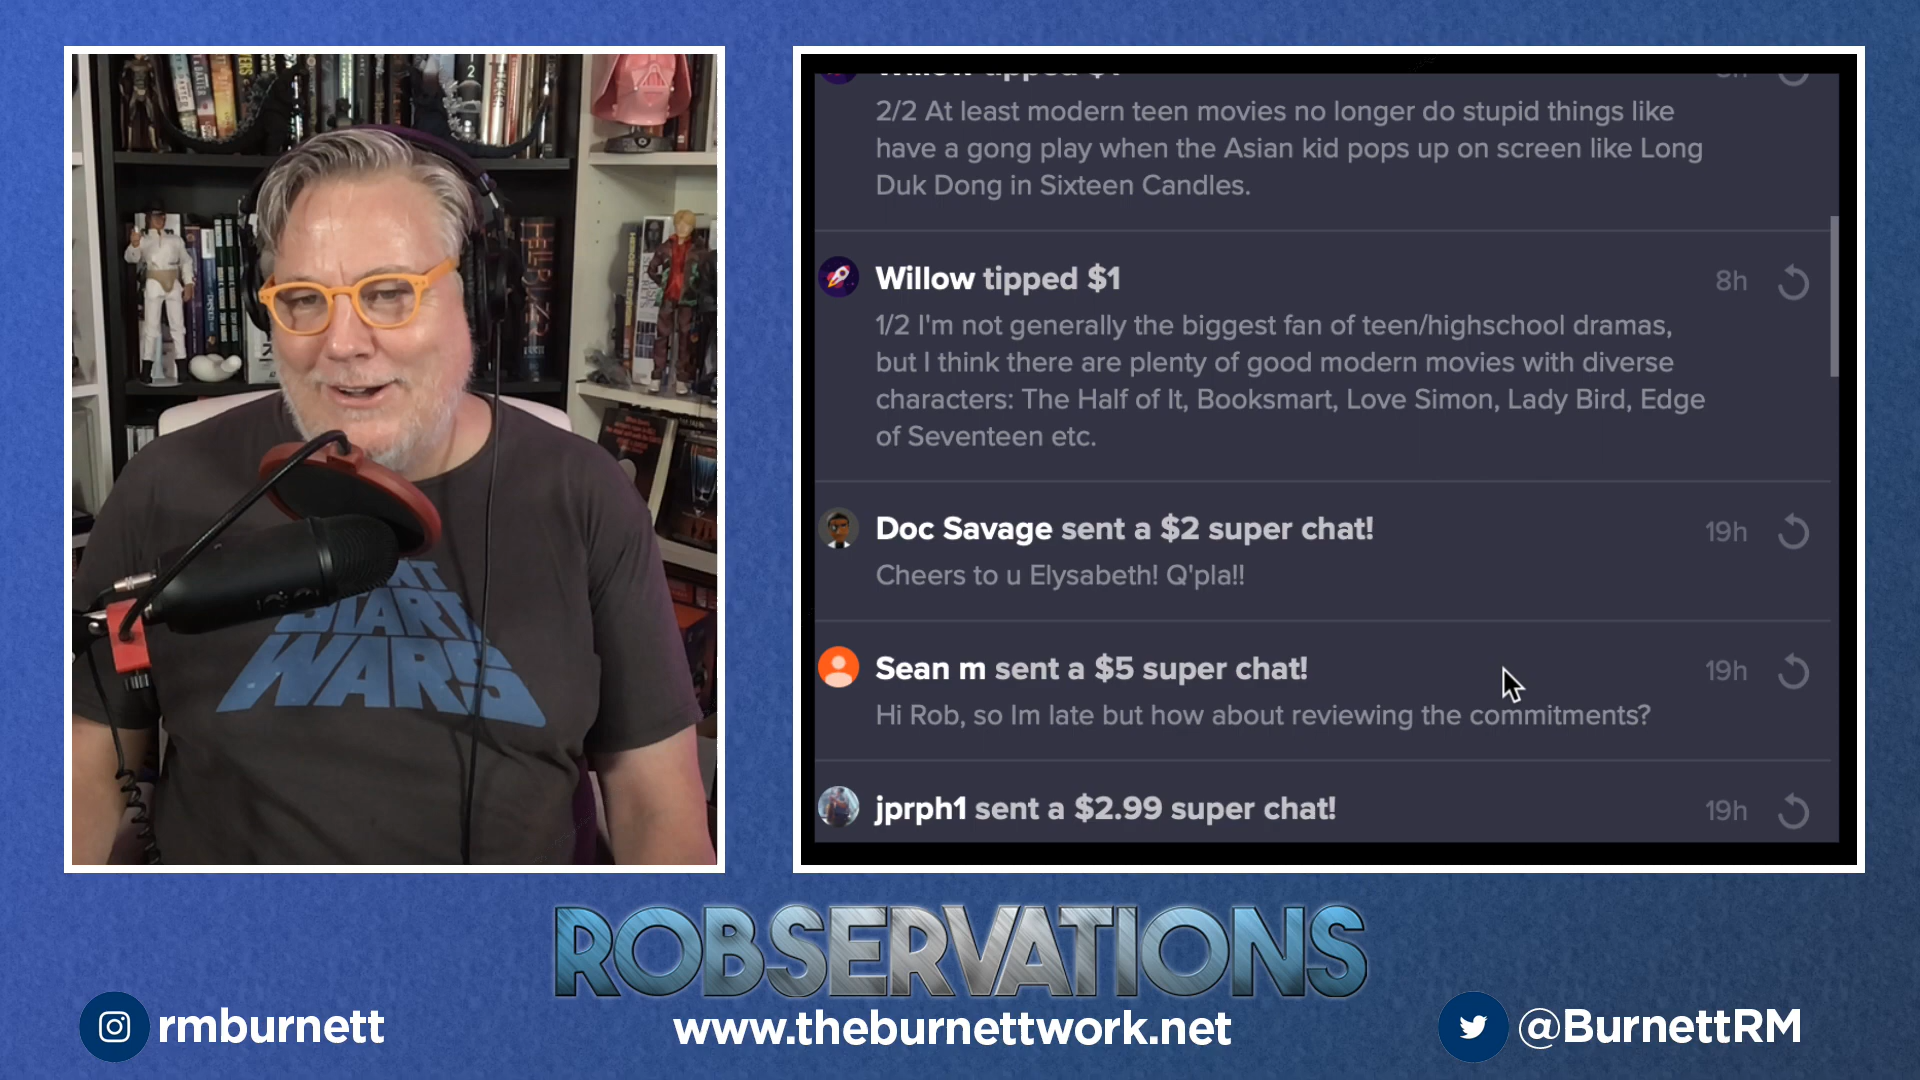 2/2 At least modern teen movies no longer do stupid things like
have a gong play when the Asian kid pops up on screen like Long
Duk Dong in Sixteen Candles.
Willow tipped $1
8h
1/2 I'm not generally the biggest fan of teen/highschool dramas,
but I think there are plenty of good modern movies with diverse
characters: The Half of It, Booksmart, Love Simon, Lady Bird, Edge
of Seventeen etc.
Doc Savage sent a $2 super chat!
19h
Cheers to u Elysabeth! Q'pla!!
Sean m sent a $5 super chat!
19h
Hi Rob, so Im late but how about reviewing the commitments?
jprph1 sent a $2.99 super chat!
19h
WARS
ROBSERVATIONS
rmburnett
www.theburnettwork.net
@BurnettRM